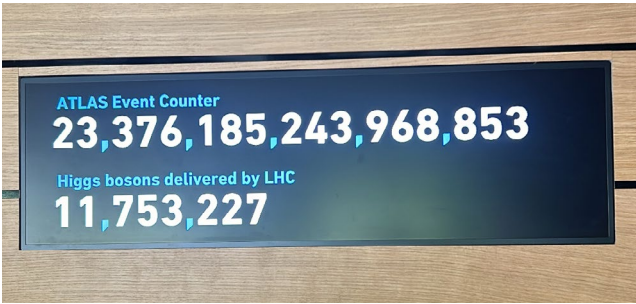 ATLAS Event Counter
23,376,185,243,968,853
Higgs bosons delivered by LHC
11,753,227